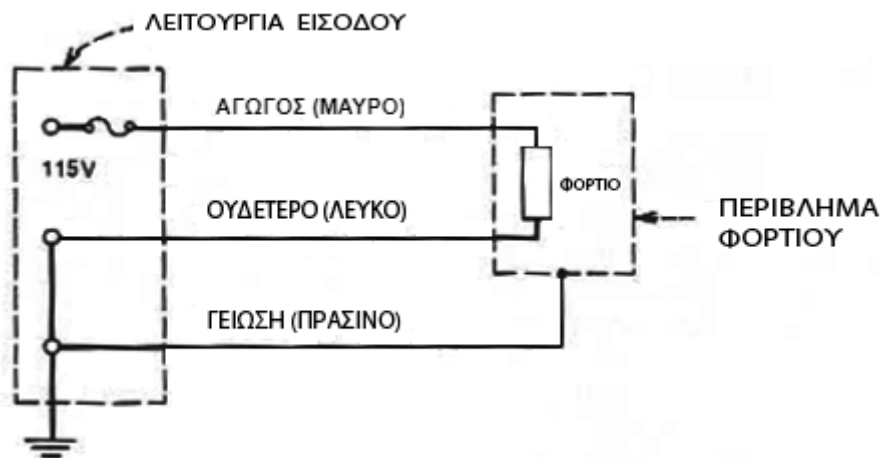 ΛΕΙΤΟΥΡΓΙΑ ΕΙΣΟΔΟΥ
ΑΓΩΓΟΣ (ΜΑΥΡΟ)
115V
ΦΟΡΤΙΟ
ΟΥΔΕΤΕΡΟ (ΛΕΥΚΟ)
ΠΕΡΙΒΛΗΜΑ
ΦΟΡΤΙΟΥ
ΓΕΙΩΣΗ (ΠΡΑΣΙΝΟ)